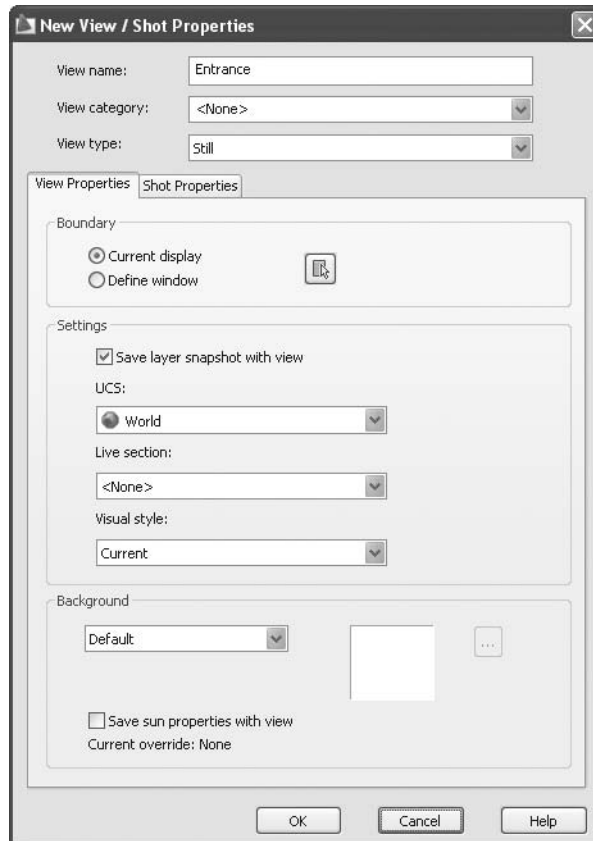 New View / Shot Properties
View name: Entrance
View category: <None>
View type: Still
View Properties Shot Properties
Boundary
Current display
Define window
Settings
Save layer snapshot with view
UCS:
World
Live section:
<None>
Visual style:
Current
Background
Default
...
Save sun properties with view
Current override: None
OK Cancel Help